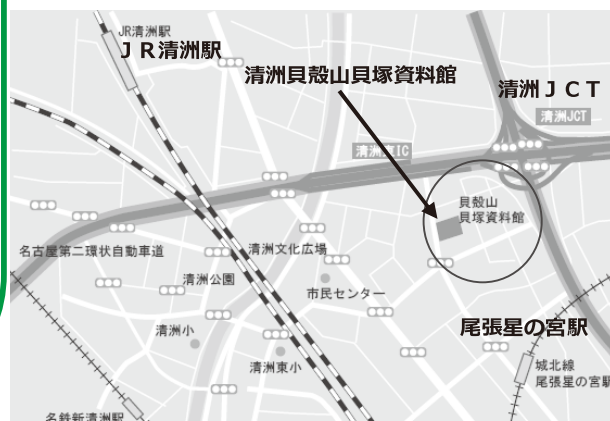 JR清洲駅
JR清洲駅
清洲貝殻山貝塚資料館
清洲JCT
清洲JCT
清洲東IC
貝殻山
貝塚資料館
名古屋第二環状自動車道
清洲文化広場
清洲公園
市民センター
清洲小
尾張星の宮駅
清洲東小
城北線
尾張星の宮駅
名鉄新清洲駅